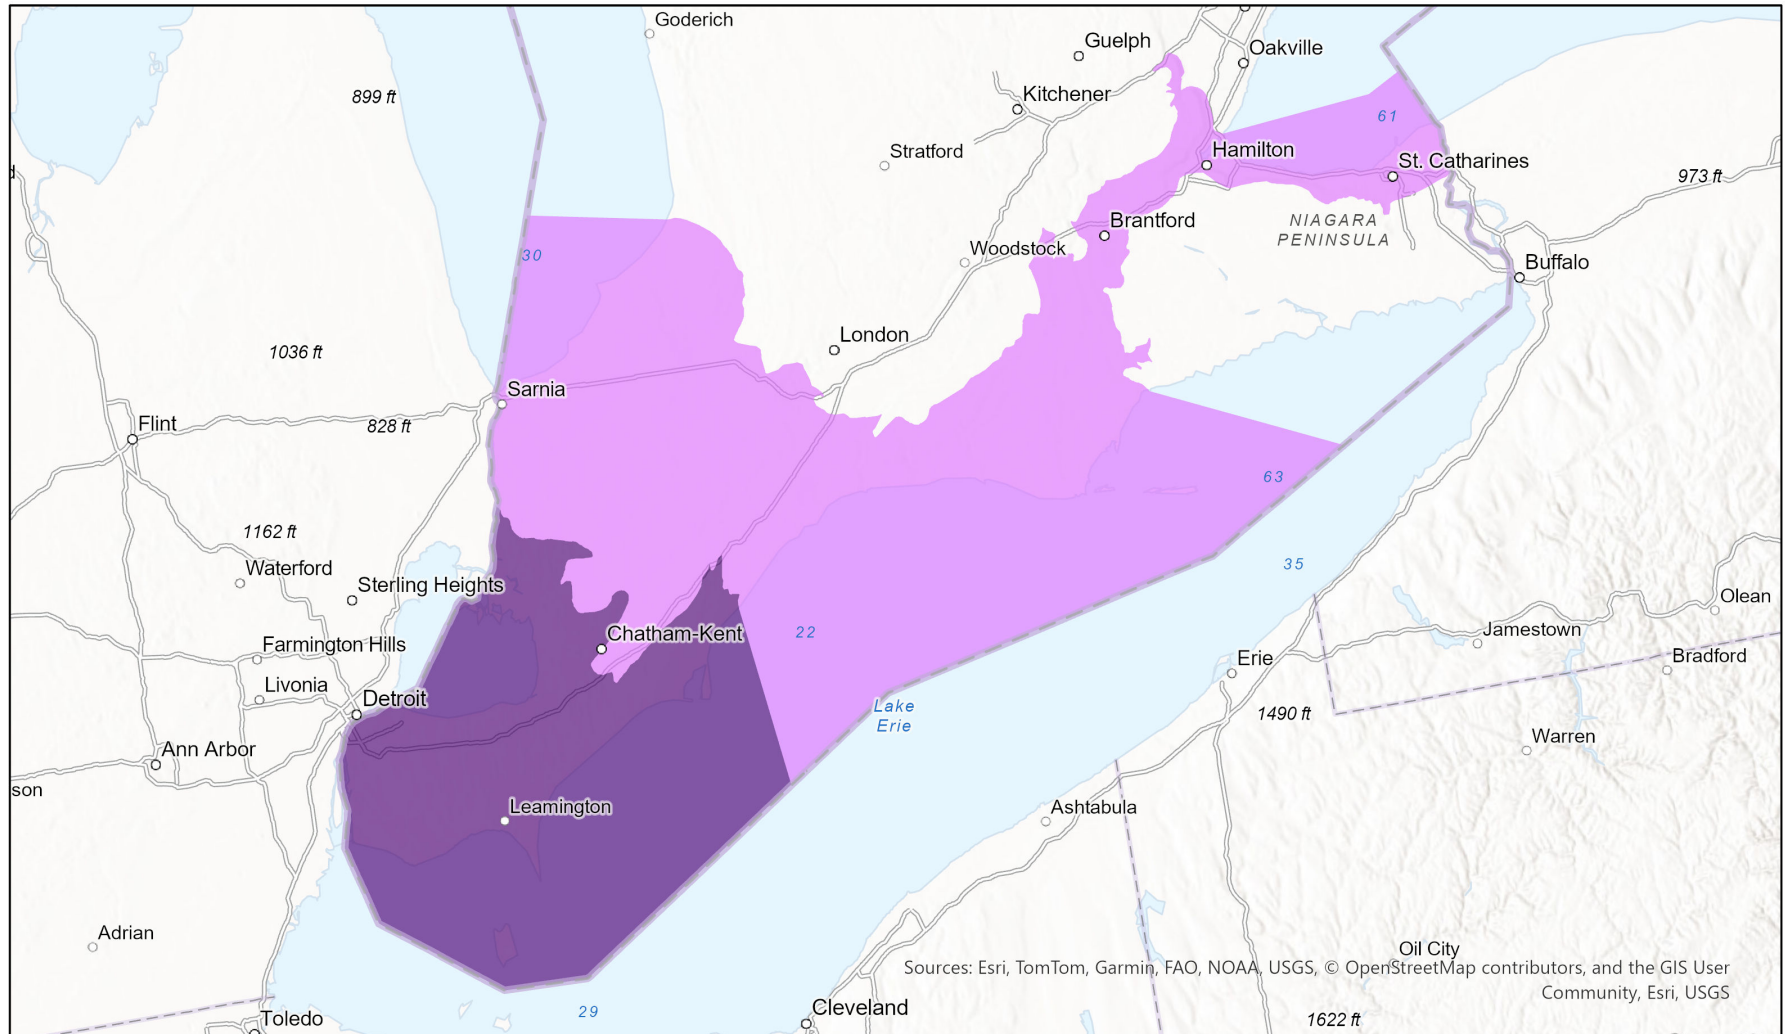 Goderich
Guelph
Oakville
899 ft
Kitchener
61
Stratford
Hamilton
St. Catharines
973 ft
d
NIAGARA
PENINSULA
Brantford
30
Woodstock
Buffalo
1036 ft
London
Sarnia
Flint
828 ft
63
1162 ft
Waterford
Sterling Heights
35
Olean
Chatham-Kent
22
Jamestown
Farmington Hills
Erie
Bradford
Livonia
Detroit
Lake
Erie
1490 ft
Ann Arbor
Warren
son
Leamington
Ashtabula
Adrian
Oil City
Sources: Esri, TomTom, Garmin, FAO, NOAA, USGS, © OpenStreetMap contributors, and the GIS User
Community, Esri, USGS
29
Cleveland
Toledo
1622 ft